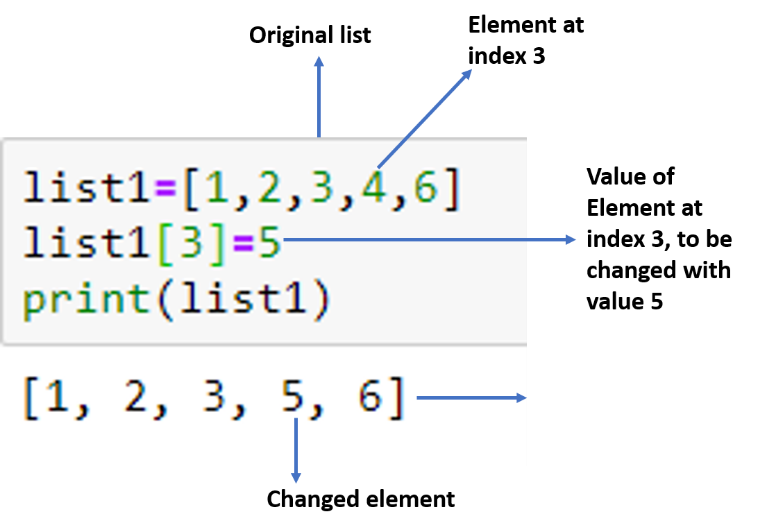 Original list
Element at
index 3
list1=[1,2,3,4,6]
list1[3]=5
print(list1)
Value of
Element at
index 3, to be
changed with
value 5
[1, 2, 3, 5, 6]
Changed element